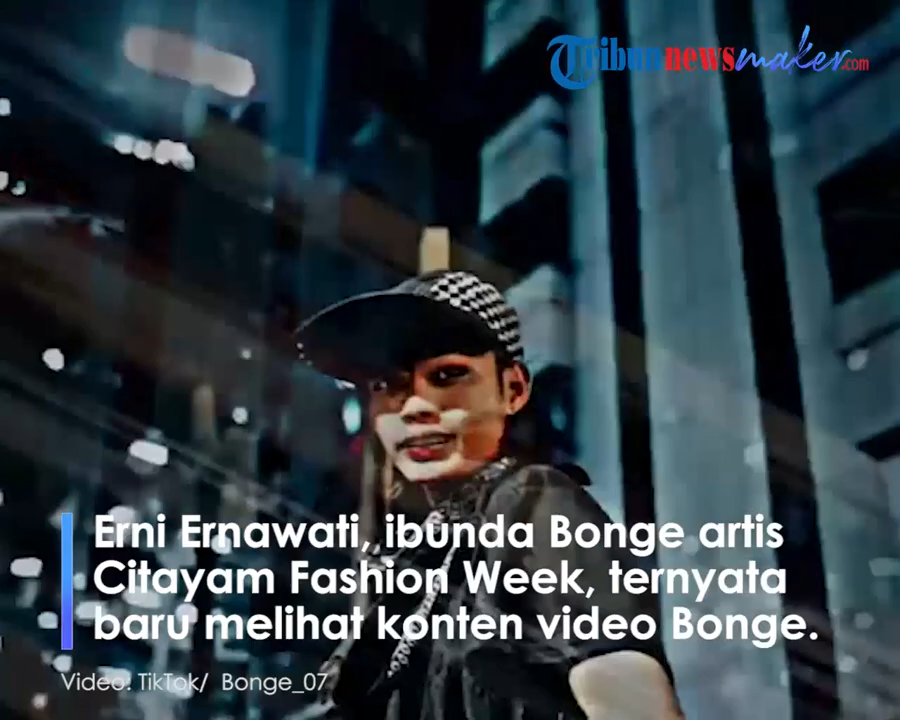 Tribunnewsmaker.com
Erni Ernawati, ibunda Bonge artis
Citayam Fashion Week, ternyata
baru melihat konten video Bonge.
Video: TikTok/ Bonge_07